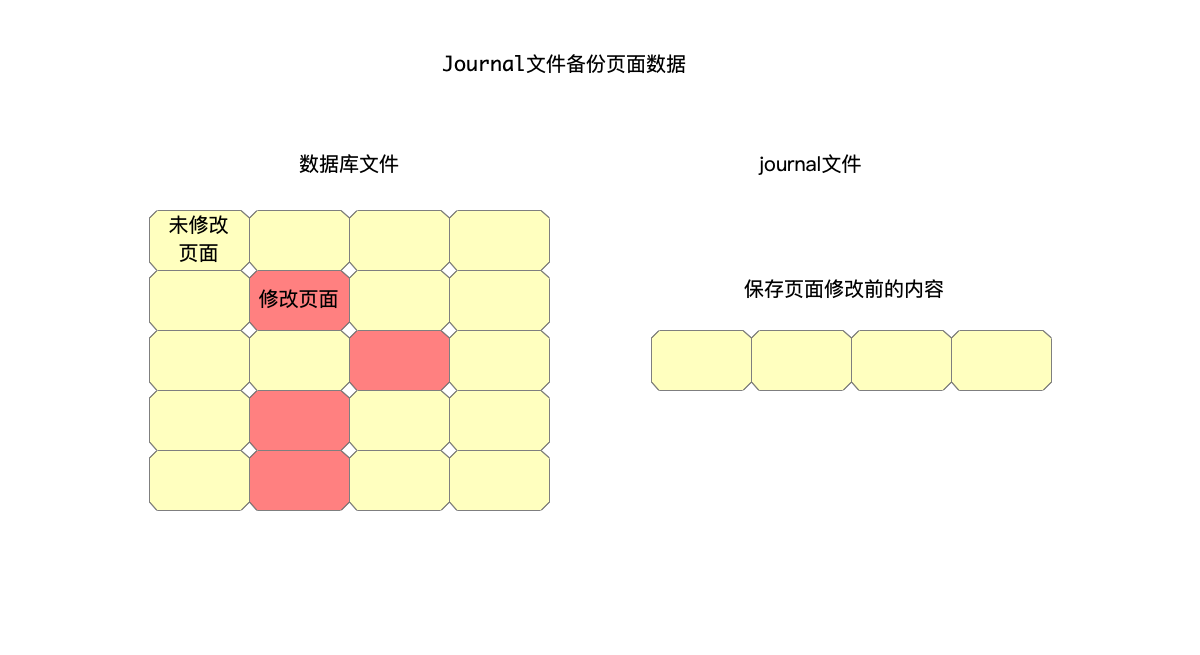 Journal文件备份页面数据
数据库文件
journal文件
未修改
页面
修改页面
保存页面修改前的内容